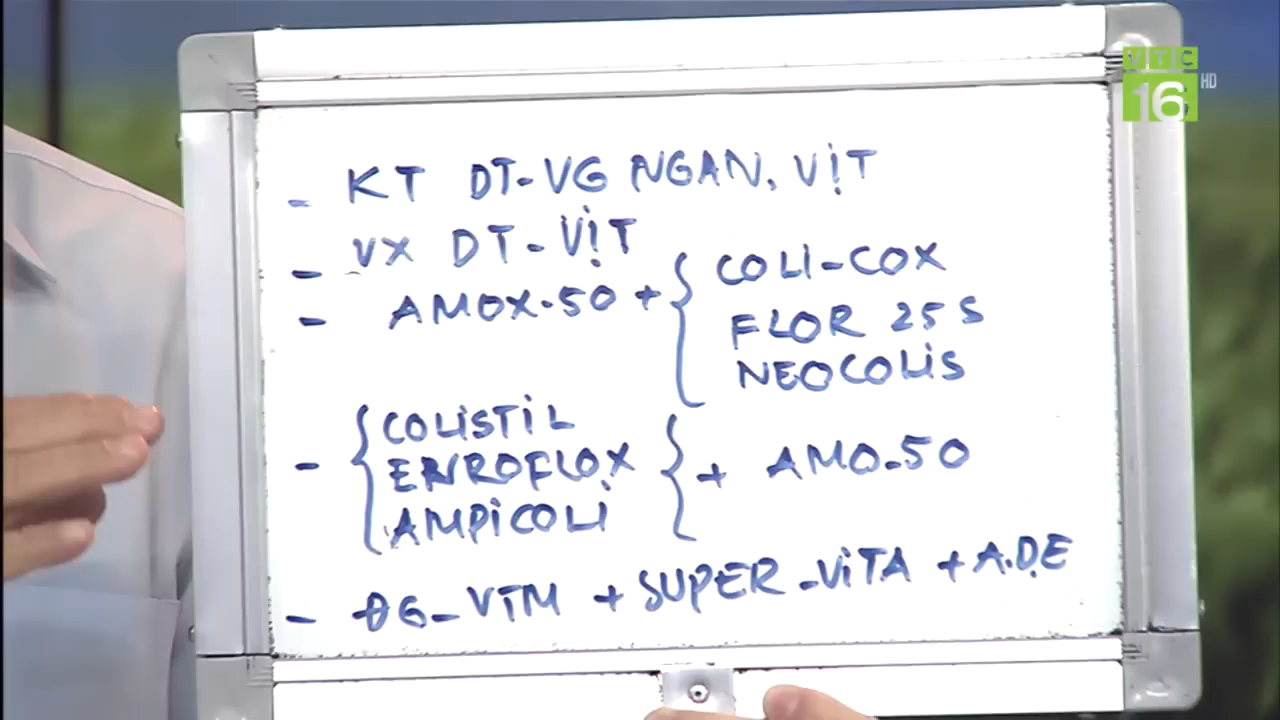 VTC
16 HD
- KT DT-VG NGAN, VỊT
- VX DT-VỊT
- AMOX-50 + { COLI-COX
FLOR 25 S
NEOCOLIS
- { COLISTIL
ENROFLOX } + AMO-50
AMPICOLI
- ĐG-VTM + SUPER-VITA + A.D.E